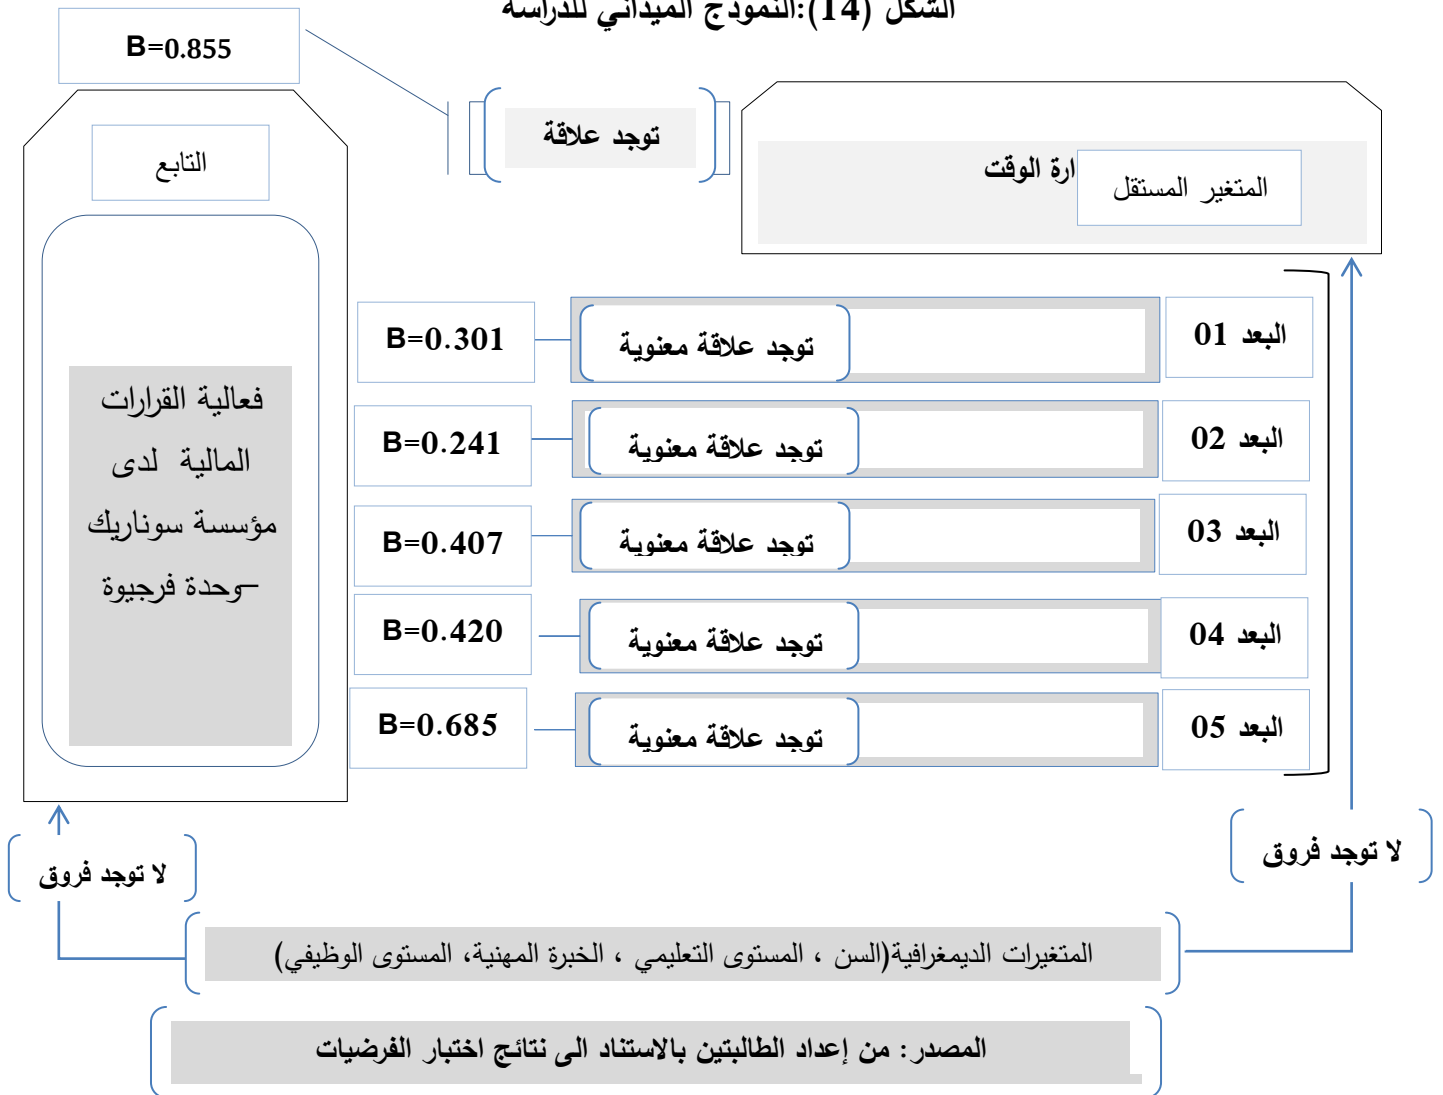 الشكل (14):النموذج الميداني للدراسة
B=0.855
توجد علاقة
التابع
ارة الوقت
المتغير المستقل
البعد 01
توجد علاقة معنوية
B=0.301
البعد 02
توجد علاقة معنوية
B=0.241
البعد 03
توجد علاقة معنوية
B=0.407
البعد 04
توجد علاقة معنوية
B=0.420
البعد 05
توجد علاقة معنوية
B=0.685
فعالية القرارات
المالية لدى
مؤسسة سوناريك
–وحدة فرجيوة
لا توجد فروق
لا توجد فروق
المتغيرات الديمغرافية(السن ، المستوى التعليمي ، الخبرة المهنية، المستوى الوظيفي)
المصدر: من إعداد الطالبتين بالاستناد الى نتائج اختبار الفرضيات